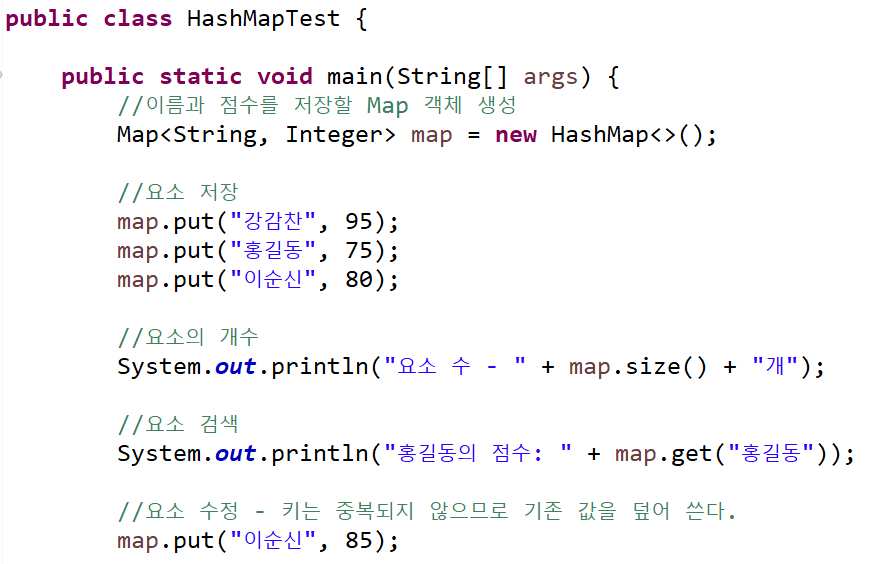 public class HashMapTest {
public static void main(String[] args) {
//이름과 점수를 저장할 Map 객체 생성
Map<String, Integer> map = new HashMap<>();
//요소 저장
map.put("강감찬", 95);
map.put("홍길동", 75);
map.put("이순신", 80);
//요소의 개수
System.out.println("요소 수 - " + map.size() + "개");
//요소 검색
System.out.println("홍길동의 점수: " + map.get("홍길동"));
//요소 수정 - 키는 중복되지 않으므로 기존 값을 덮어 쓴다.
map.put("이순신", 85);